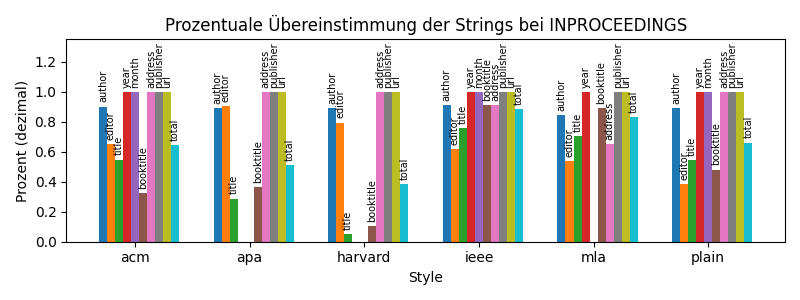 Prozentuale Übereinstimmung der Strings bei INPROCEEDINGS
Prozent (dezimal)
1.2
1.0
0.8
0.6
0.4
0.2
0.0
author
editor
title
year
month
booktitle
address
publisher
url
total
author
editor
title
booktitle
address
publisher
url
total
author
editor
title
booktitle
address
publisher
url
total
author
editor
title
year
month
booktitle
address
publisher
url
total
author
editor
title
year
booktitle
address
publisher
url
total
author
editor
title
year
month
booktitle
address
publisher
url
total
acm
apa
harvard
ieee
mla
plain
Style